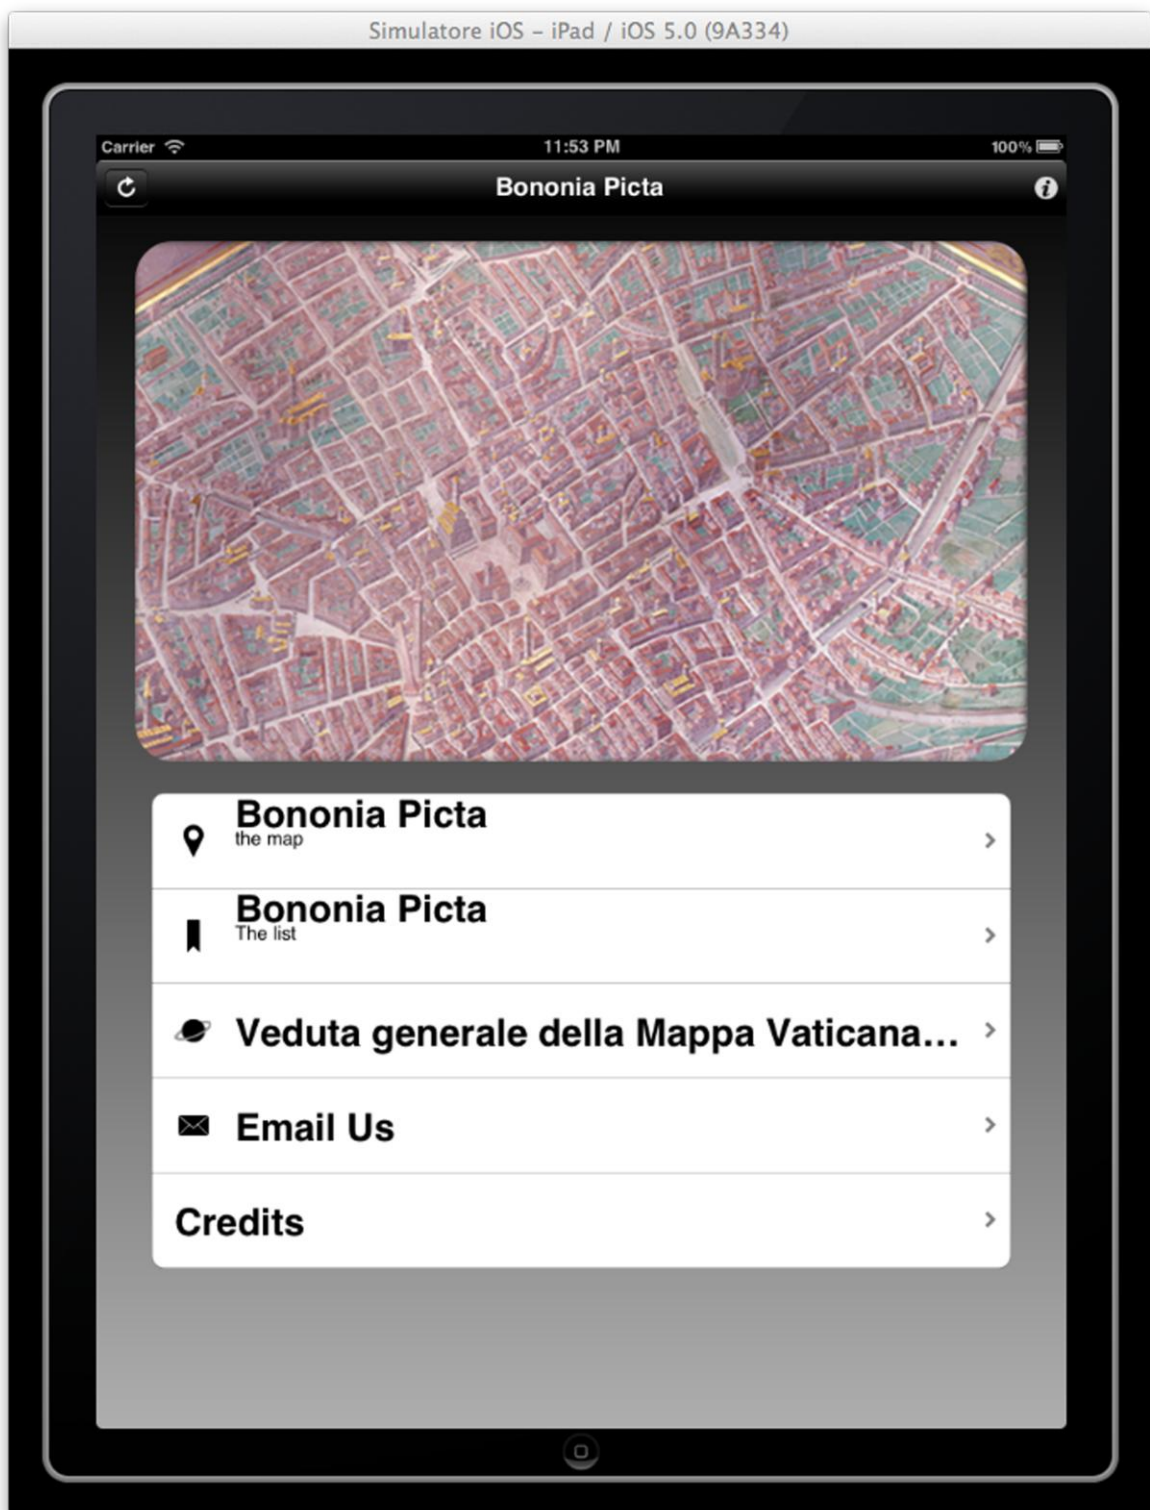 Simulatore iOS – iPad / iOS 5.0 (9A334)
Carrier 11:53 PM 100%
Bononia Picta
Bononia Picta
the map
Bononia Picta
The list
Veduta generale della Mappa Vaticana...
Email Us
Credits